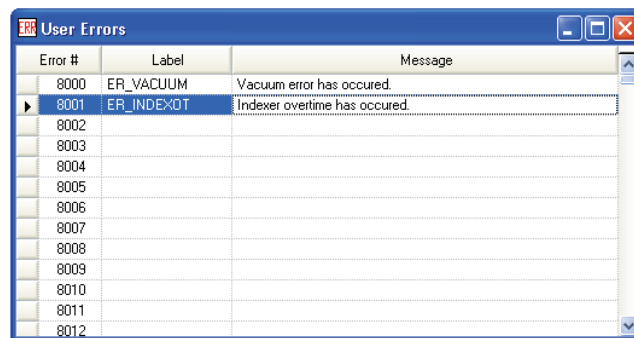 ERR User Errors
Error # Label Message
8000 ER_VACUUM Vacuum error has occured.
8001 ER_INDEXOT Indexer overtime has occured.
8002
8003
8004
8005
8006
8007
8008
8009
8010
8011
8012